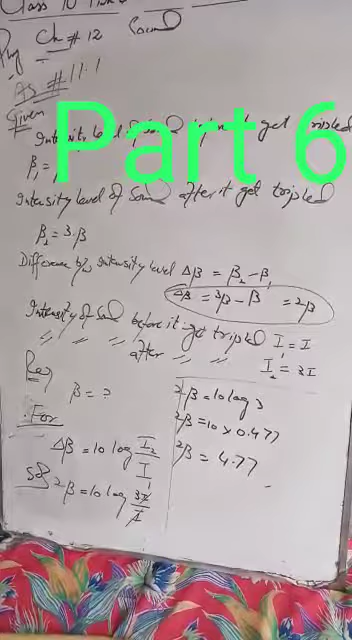 Class 10
Phy Ch # 12 Sound
AS # 11.1
Given
Part 6
Intensity level of sound before it get tripled
β₁ =
Intensity level of Sound after it get tripled
β₂ = 3β
Difference b/w intensity level Δβ = β₂ - β₁
Δβ = 3β - β = 2β
Intensity of Sound before it get tripled I₁ = I
" " " after " " I₂ = 3I
Req
β = ?
For
Δβ = 10 log I₂/I₁
Sol 2β = 10 log 3I/I
2β = 10 log 3
2β = 10 x 0.477
2β = 4.77